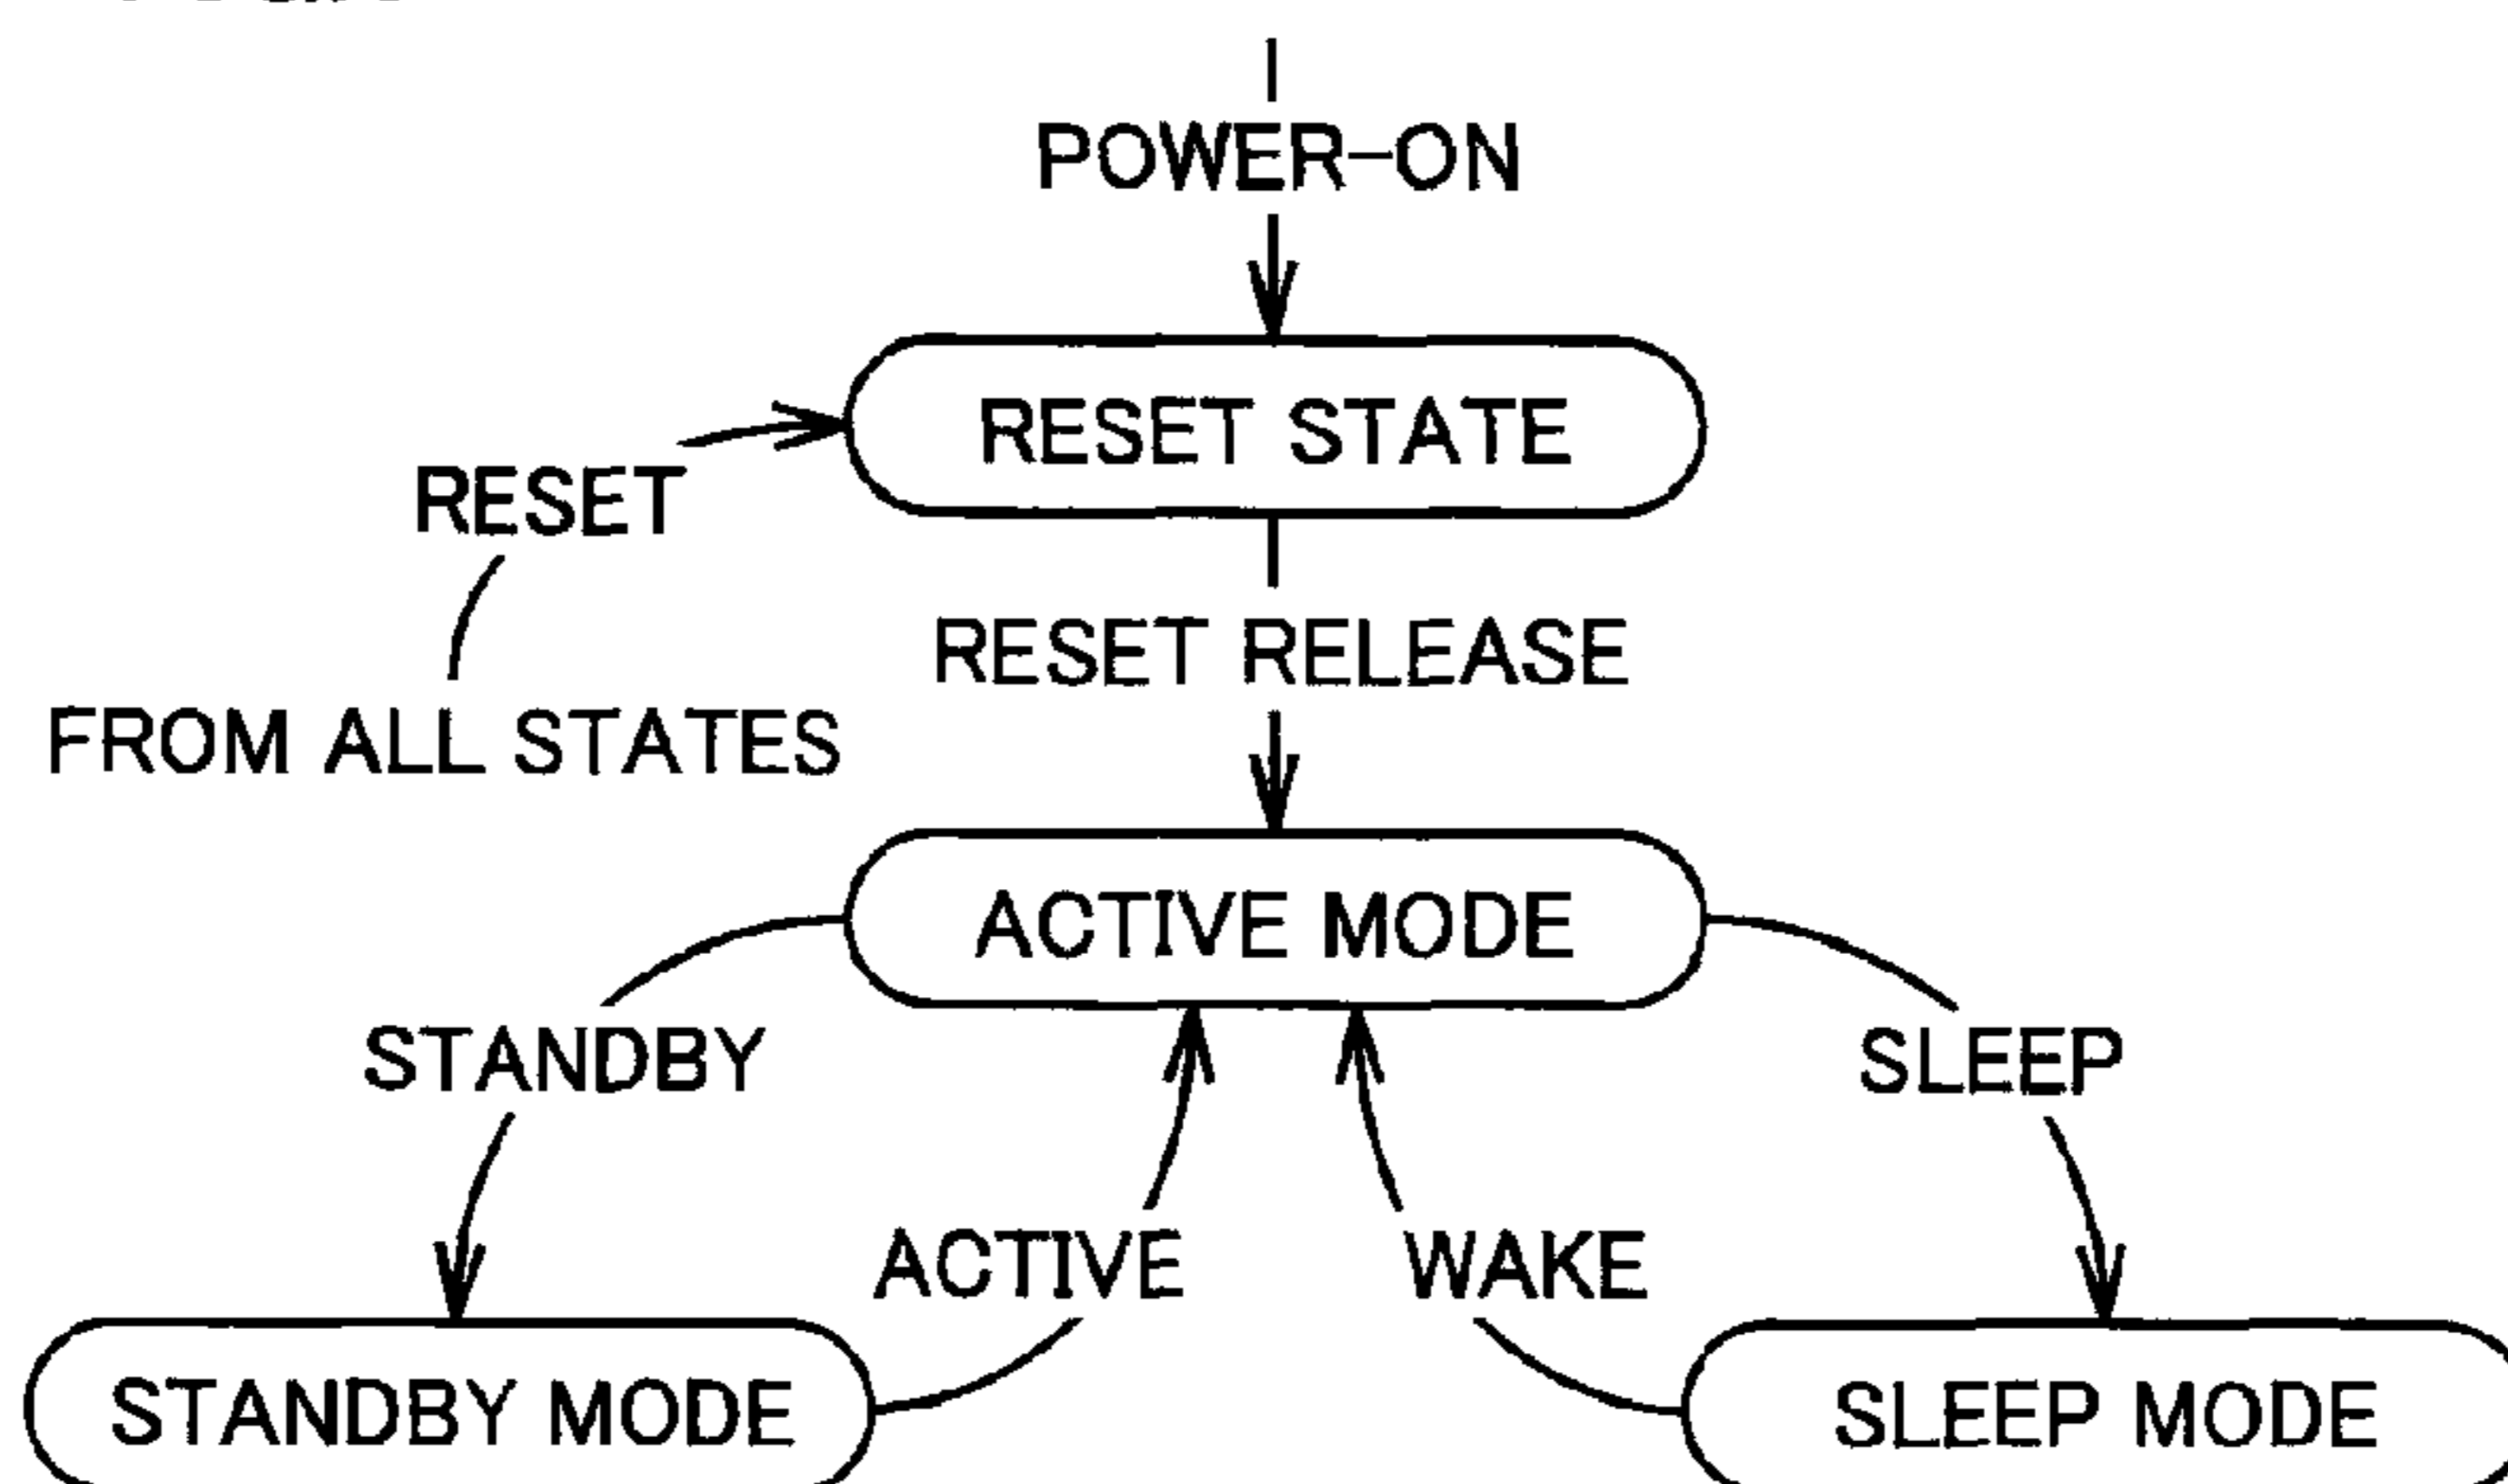 POWER-ON
RESET STATE
RESET
RESET RELEASE
FROM ALL STATES
ACTIVE MODE
STANDBY
SLEEP
ACTIVE
WAKE
STANDBY MODE
SLEEP MODE